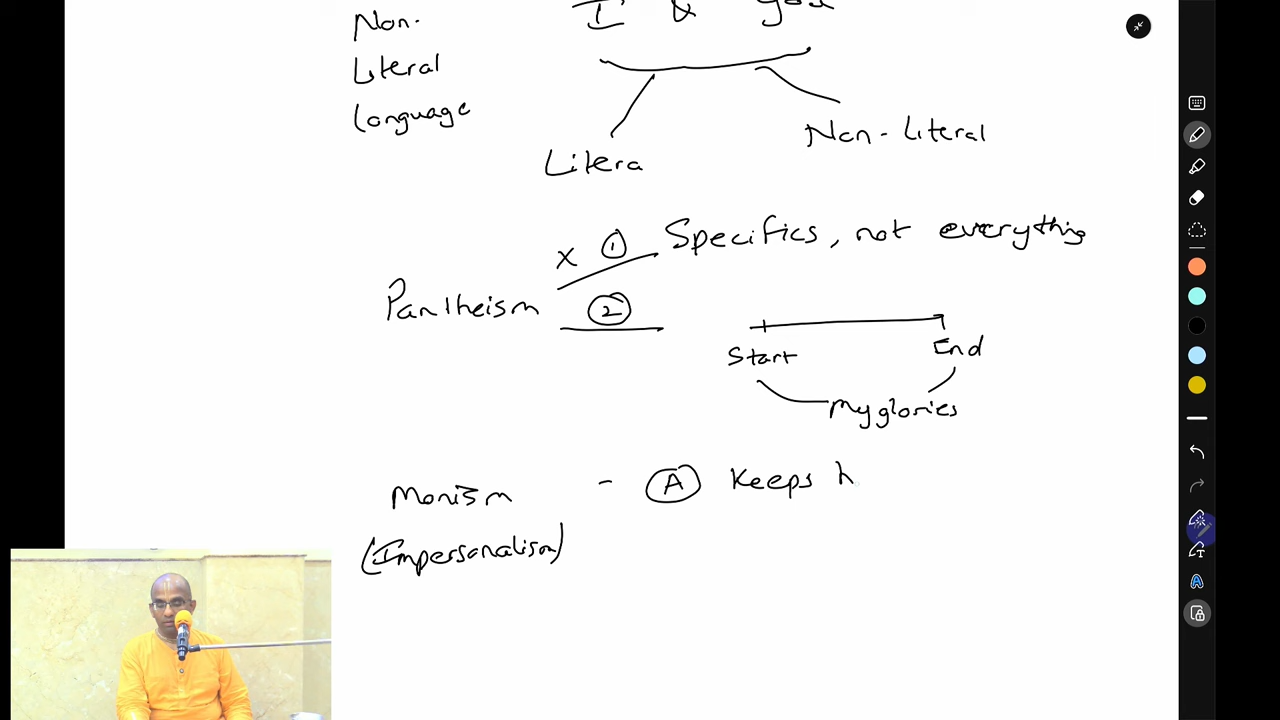 I & you
Non-
Literal
language
Litera
Non-Literal
x ① Specifics, not everything
Pantheism ②
Start
End
My glories
Monism - Ⓐ Keeps h
(Impersonalism)